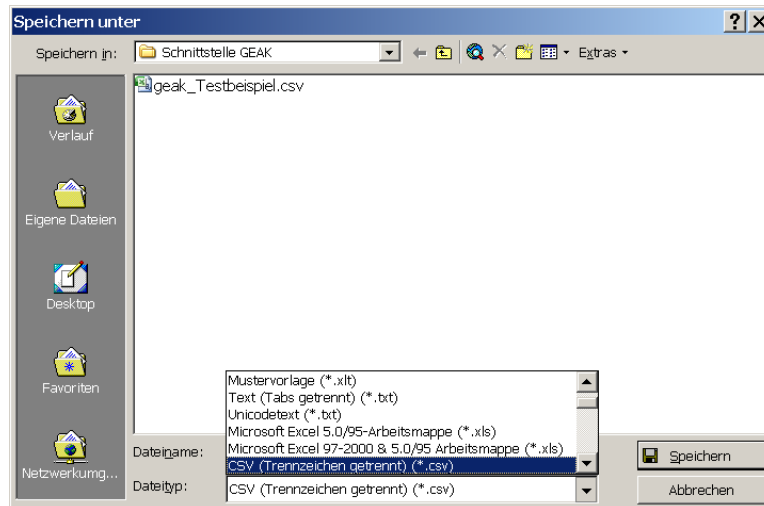 Speichern unter
Speichern in: Schnittstelle GEAK Extras
geak_Testbeispiel.csv
Verlauf
Eigene Dateien
Desktop
Favoriten
Netzwerkumg...
Mustervorlage (*.xlt)
Text (Tabs getrennt) (*.txt)
Unicodetext (*.txt)
Microsoft Excel 5.0/95-Arbeitsmappe (*.xls)
Microsoft Excel 97-2000 & 5.0/95 Arbeitsmappe (*.xls)
CSV (Trennzeichen getrennt) (*.csv)
Dateiname: Speichern
Dateityp: CSV (Trennzeichen getrennt) (*.csv) Abbrechen